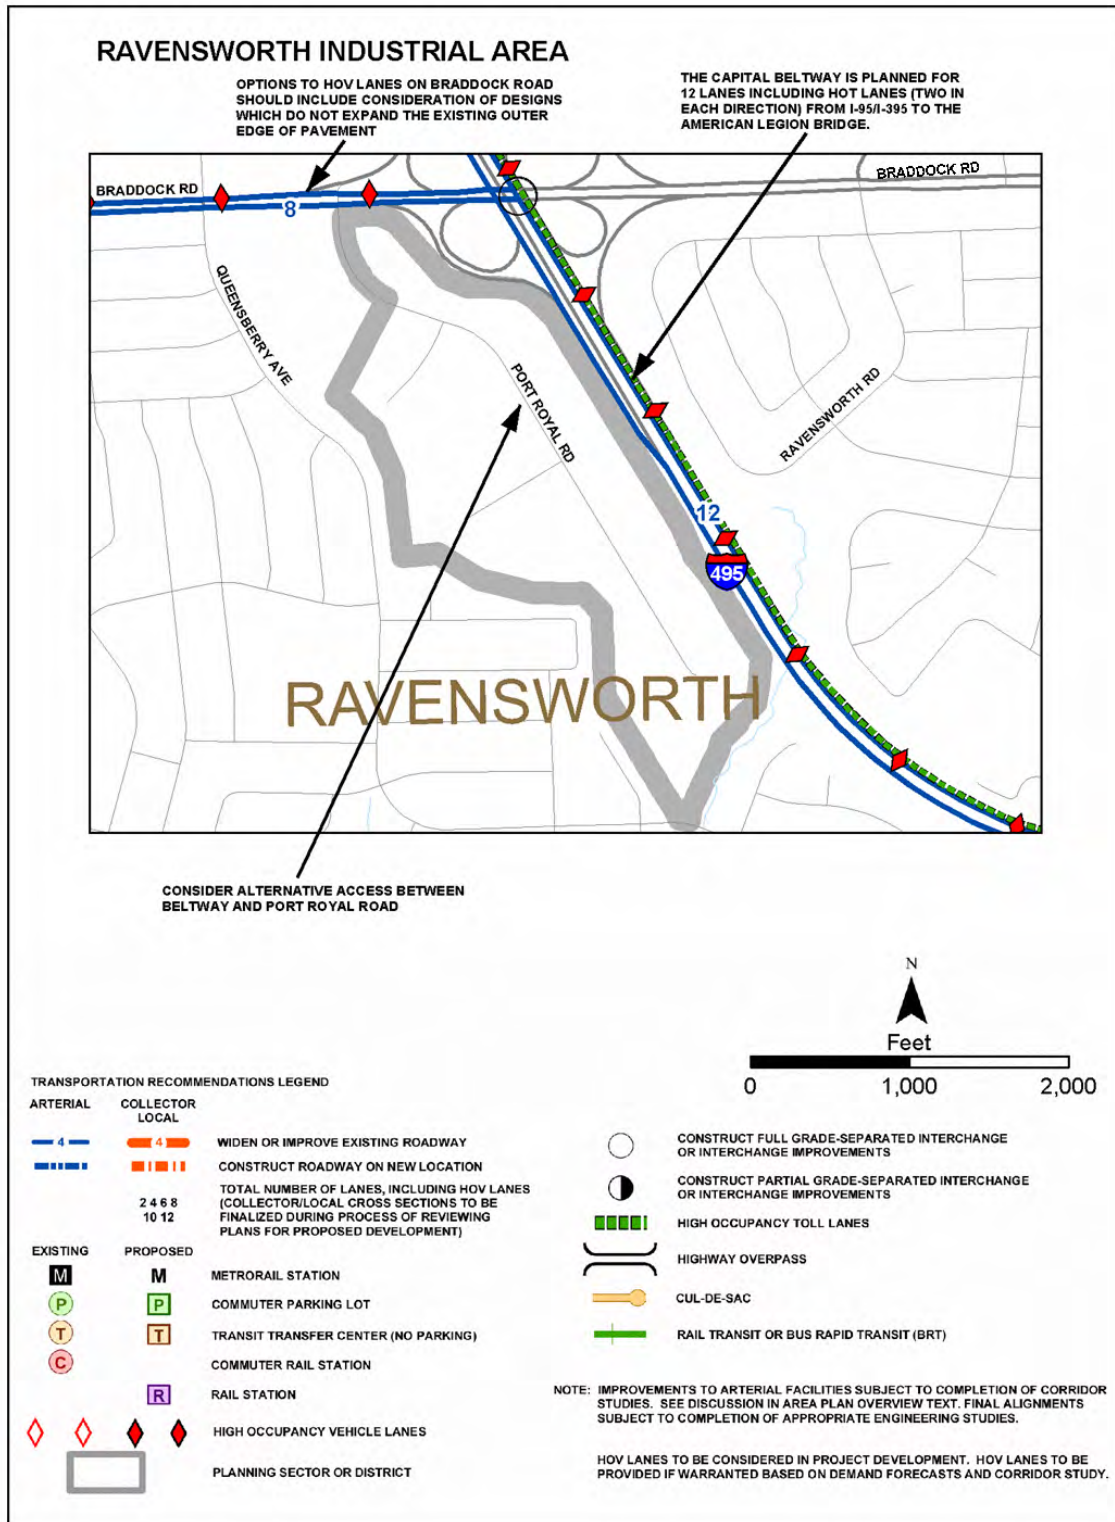 RAVENSWORTH INDUSTRIAL AREA
OPTIONS TO HOV LANES ON BRADDOCK ROAD
SHOULD INCLUDE CONSIDERATION OF DESIGNS
WHICH DO NOT EXPAND THE EXISTING OUTER
EDGE OF PAVEMENT
THE CAPITAL BELTWAY IS PLANNED FOR
12 LANES INCLUDING HOT LANES (TWO IN
EACH DIRECTION) FROM I-95/I-395 TO THE
AMERICAN LEGION BRIDGE.
BRADDOCK RD
8
BRADDOCK RD
QUEENSBERRY AVE
PORT ROYAL RD
RAVENSWORTH RD
12
495
RAVENSWORTH
CONSIDER ALTERNATIVE ACCESS BETWEEN
BELTWAY AND PORT ROYAL ROAD
N
Feet
0 1,000 2,000
TRANSPORTATION RECOMMENDATIONS LEGEND
ARTERIAL COLLECTOR
LOCAL
4 4 WIDEN OR IMPROVE EXISTING ROADWAY
CONSTRUCT ROADWAY ON NEW LOCATION
2 4 6 8
10 12
TOTAL NUMBER OF LANES, INCLUDING HOV LANES
(COLLECTOR/LOCAL CROSS SECTIONS TO BE
FINALIZED DURING PROCESS OF REVIEWING
PLANS FOR PROPOSED DEVELOPMENT)
EXISTING PROPOSED
M M METRORAIL STATION
P P COMMUTER PARKING LOT
T T TRANSIT TRANSFER CENTER (NO PARKING)
C COMMUTER RAIL STATION
R RAIL STATION
HIGH OCCUPANCY VEHICLE LANES
PLANNING SECTOR OR DISTRICT
CONSTRUCT FULL GRADE-SEPARATED INTERCHANGE
OR INTERCHANGE IMPROVEMENTS
CONSTRUCT PARTIAL GRADE-SEPARATED INTERCHANGE
OR INTERCHANGE IMPROVEMENTS
HIGH OCCUPANCY TOLL LANES
HIGHWAY OVERPASS
CUL-DE-SAC
RAIL TRANSIT OR BUS RAPID TRANSIT (BRT)
NOTE: IMPROVEMENTS TO ARTERIAL FACILITIES SUBJECT TO COMPLETION OF CORRIDOR
STUDIES. SEE DISCUSSION IN AREA PLAN OVERVIEW TEXT. FINAL ALIGNMENTS
SUBJECT TO COMPLETION OF APPROPRIATE ENGINEERING STUDIES.
HOV LANES TO BE CONSIDERED IN PROJECT DEVELOPMENT. HOV LANES TO BE
PROVIDED IF WARRANTED BASED ON DEMAND FORECASTS AND CORRIDOR STUDY.